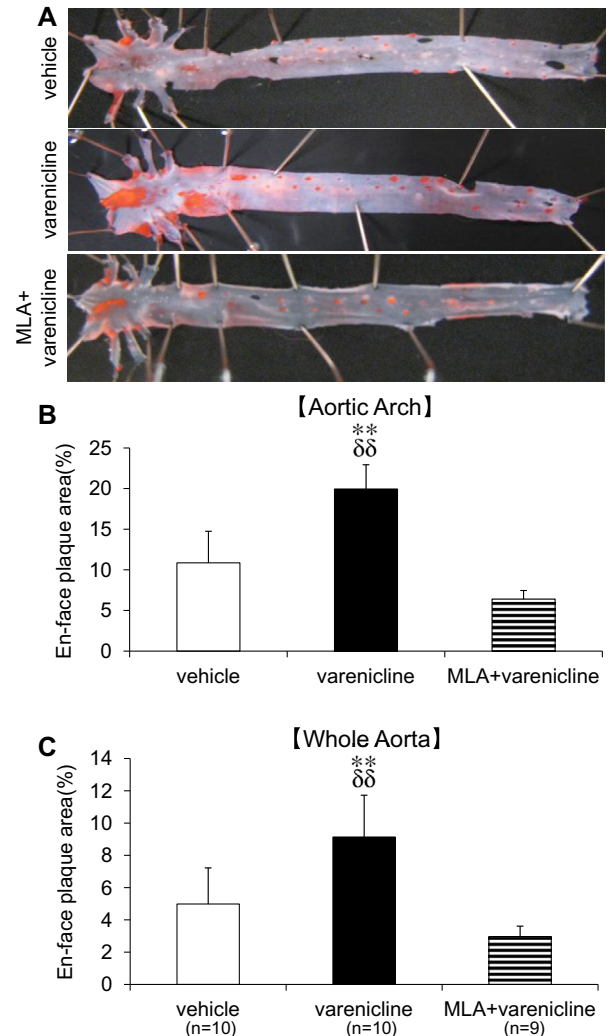 A
vehicle
varenicline
MLA+
varenicline
B
【Aortic Arch】
En-face plaque area(%)
25
20
15
10
5
0
**
δδ
vehicle
varenicline
MLA+varenicline
C
【Whole Aorta】
En-face plaque area(%)
14
12
10
8
6
4
2
0
**
δδ
vehicle
varenicline
MLA+varenicline
(n=10)
(n=10)
(n=9)